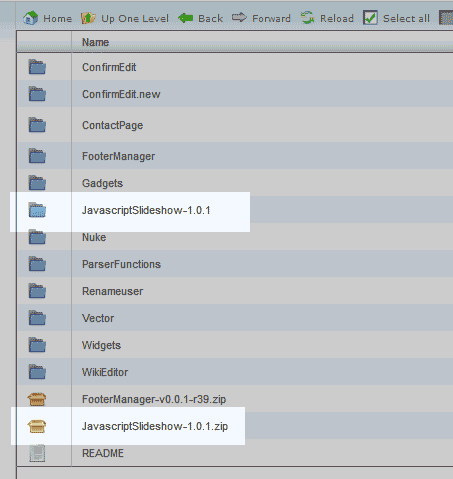 Home Up One Level Back Forward Reload Select all
Name
ConfirmEdit
ConfirmEdit.new
ContactPage
FooterManager
Gadgets
JavascriptSlideshow-1.0.1
Nuke
ParserFunctions
Renameuser
Vector
Widgets
WikiEditor
FooterManager-v0.0.1-r39.zip
JavascriptSlideshow-1.0.1.zip
README